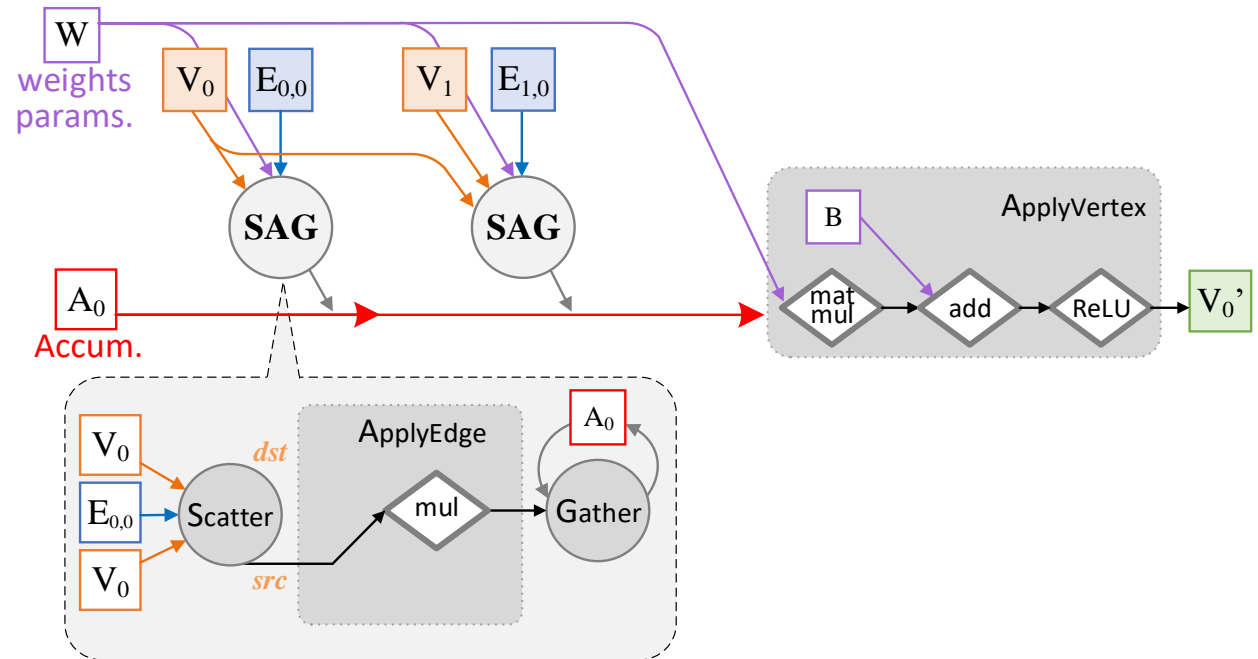 W
weights
params.
V₀
E₀,₀
V₁
E₁,₀
SAG
SAG
ApplyVertex
B
mat
mul
add
ReLU
V₀’
A₀
Accum.
V₀
E₀,₀
V₀
Scatter
dst
src
ApplyEdge
mul
A₀
Gather